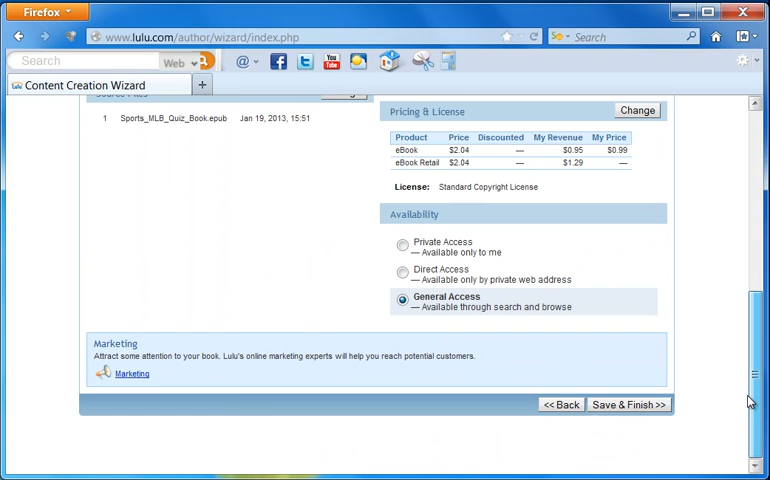 Firefox
www.lulu.com/author/wizard/index.php
Search
Search
Web
Content Creation Wizard
1 Sports_MLB_Quiz_Book.epub Jan 19, 2013, 15:51
Pricing & License
Change
Product Price Discounted My Revenue My Price
eBook $2.04 — $0.95 $0.99
eBook Retail $2.04 — $1.29 —
License: Standard Copyright License
Availability
Private Access
— Available only to me
Direct Access
— Available only by private web address
General Access
— Available through search and browse
Marketing
Attract some attention to your book. Lulu's online marketing experts will help you reach potential customers.
Marketing
<< Back
Save & Finish >>